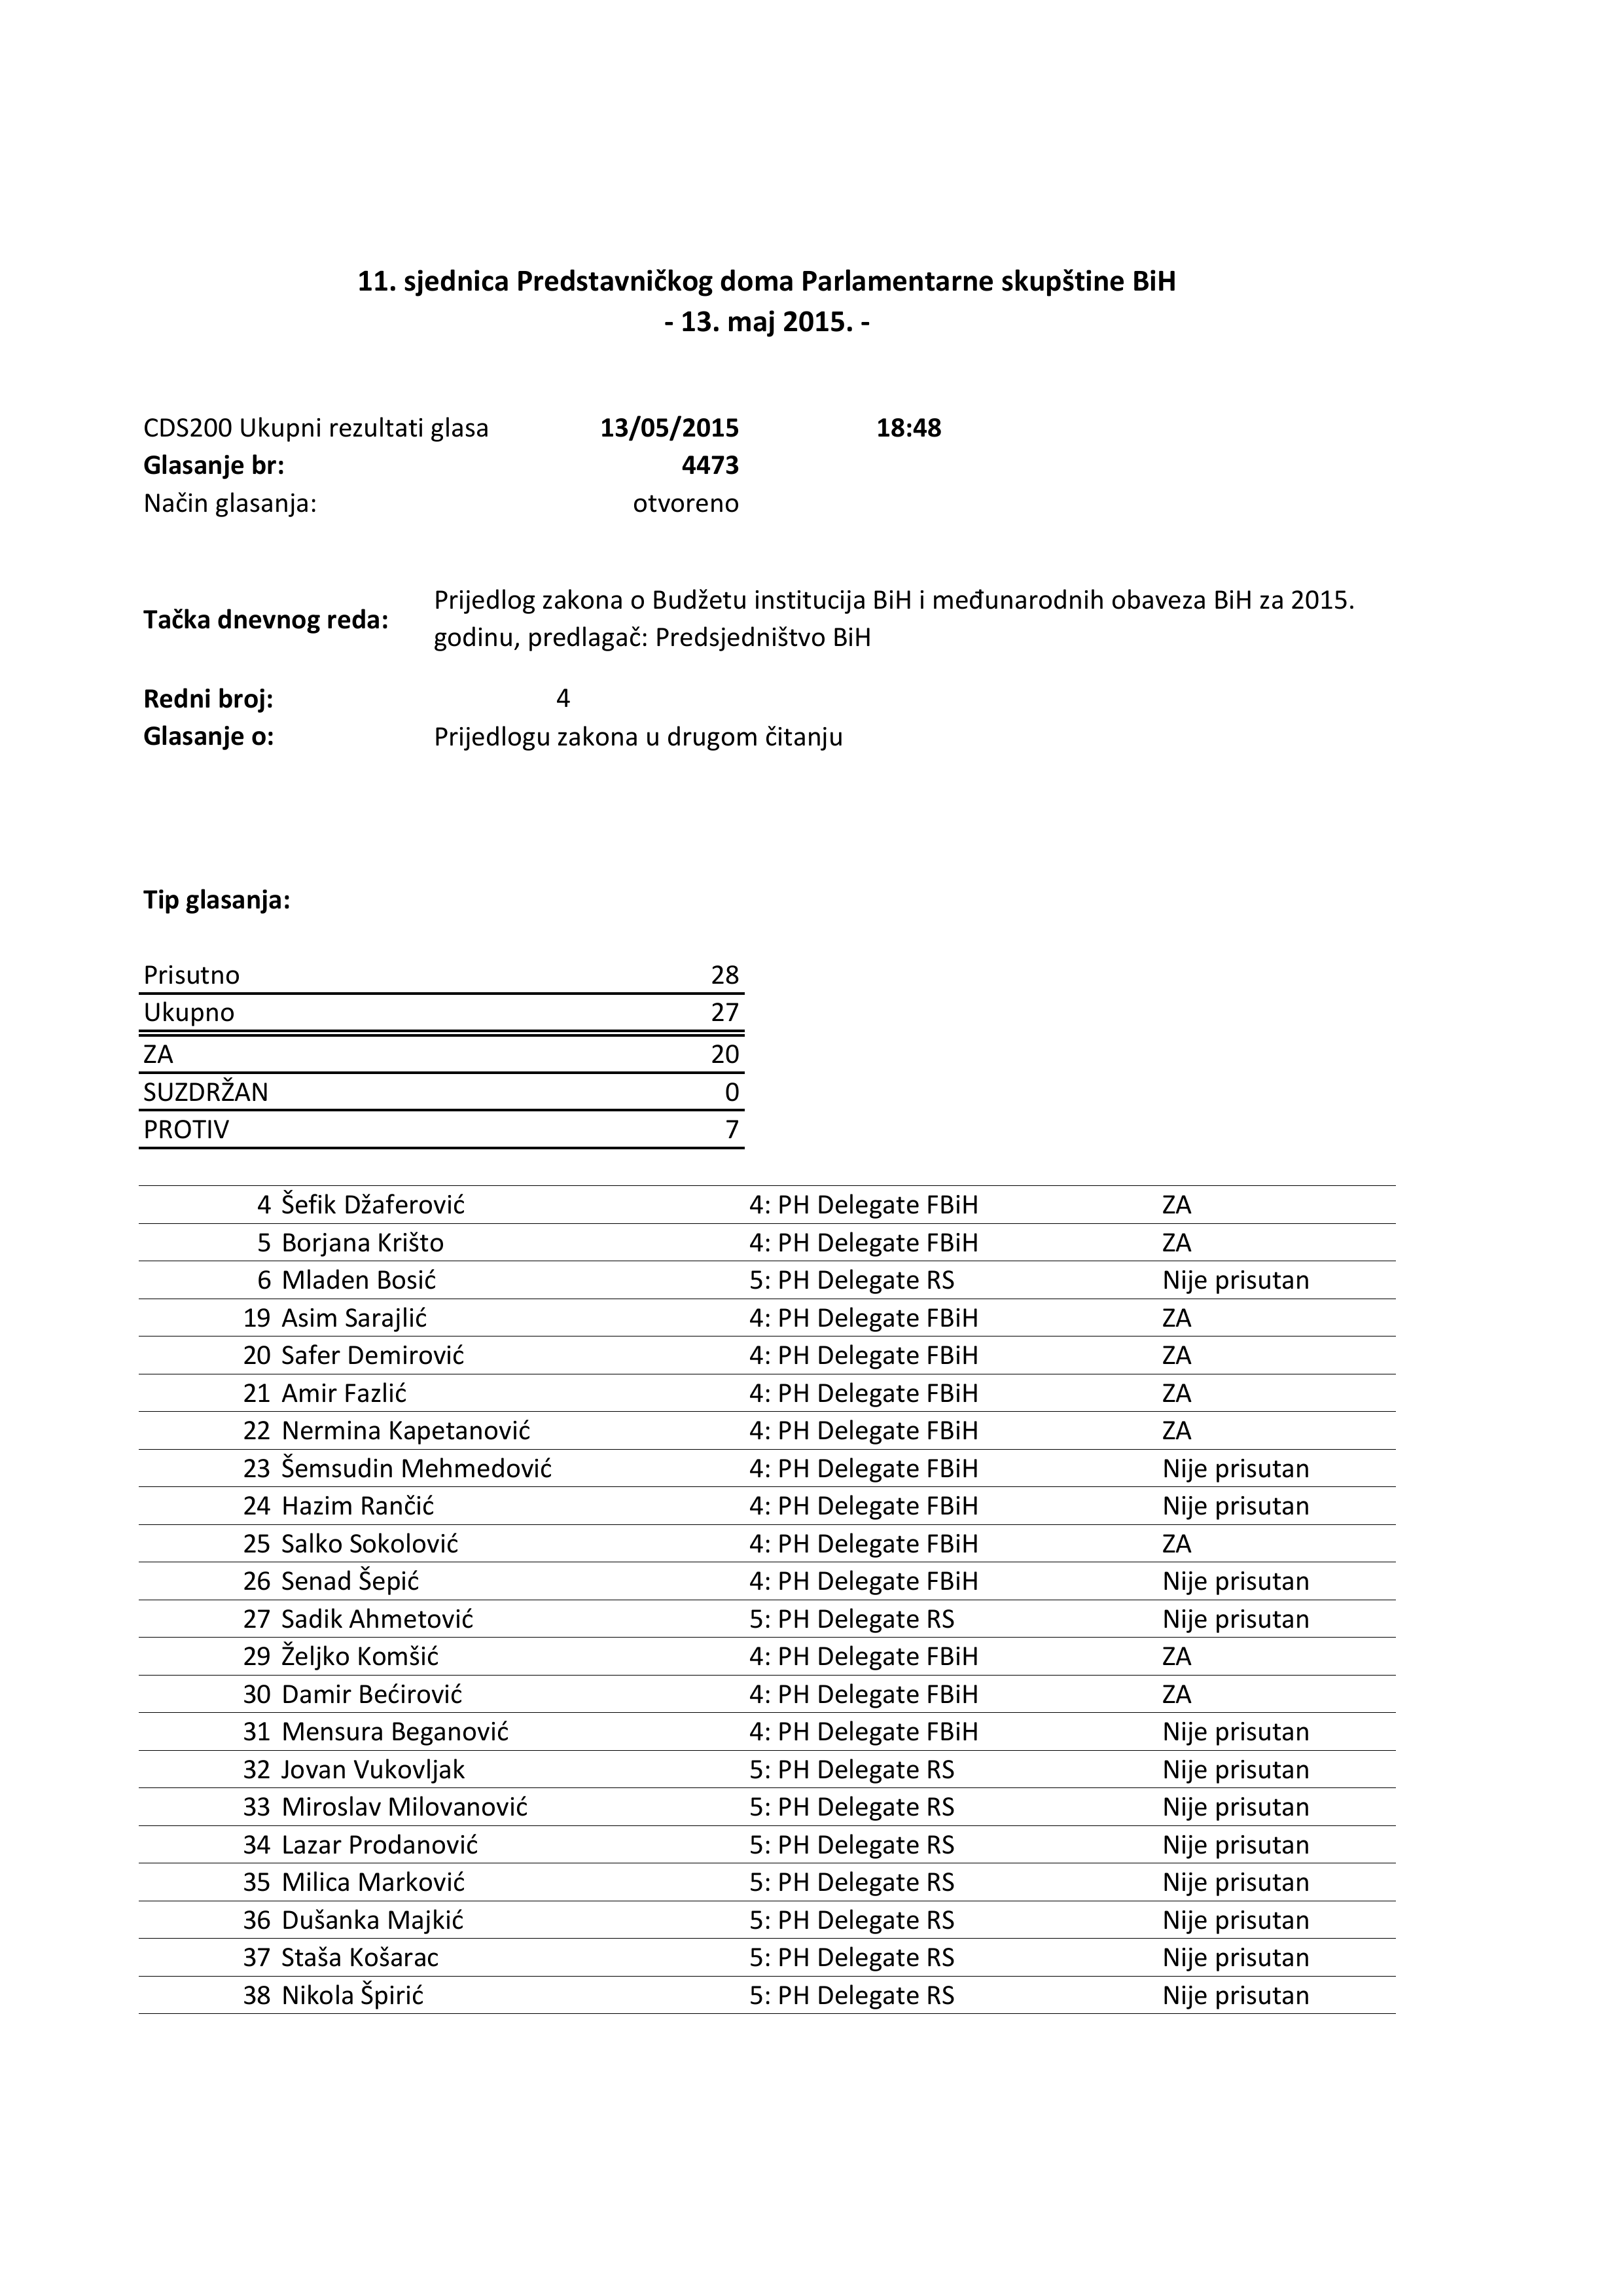 11. sjednica Predstavničkog doma Parlamentarne skupštine BiH
- 13. maj 2015. -
CDS200 Ukupni rezultati glasa 13/05/2015 18:48
Glasanje br: 4473
Način glasanja: otvoreno
Tačka dnevnog reda: Prijedlog zakona o Budžetu institucija BiH i međunarodnih obaveza BiH za 2015.
godinu, predlagač: Predsjedništvo BiH
Redni broj: 4
Glasanje o: Prijedlogu zakona u drugom čitanju
Tip glasanja:
Prisutno 28
Ukupno 27
ZA 20
SUZDRŽAN 0
PROTIV 7
4 Šefik Džaferović 4: PH Delegate FBiH ZA
5 Borjana Krišto 4: PH Delegate FBiH ZA
6 Mladen Bosić 5: PH Delegate RS Nije prisutan
19 Asim Sarajlić 4: PH Delegate FBiH ZA
20 Safer Demirović 4: PH Delegate FBiH ZA
21 Amir Fazlić 4: PH Delegate FBiH ZA
22 Nermina Kapetanović 4: PH Delegate FBiH ZA
23 Šemsudin Mehmedović 4: PH Delegate FBiH Nije prisutan
24 Hazim Rančić 4: PH Delegate FBiH Nije prisutan
25 Salko Sokolović 4: PH Delegate FBiH ZA
26 Senad Šepić 4: PH Delegate FBiH Nije prisutan
27 Sadik Ahmetović 5: PH Delegate RS Nije prisutan
29 Željko Komšić 4: PH Delegate FBiH ZA
30 Damir Bećirović 4: PH Delegate FBiH ZA
31 Mensura Beganović 4: PH Delegate FBiH Nije prisutan
32 Jovan Vukovljak 5: PH Delegate RS Nije prisutan
33 Miroslav Milovanović 5: PH Delegate RS Nije prisutan
34 Lazar Prodanović 5: PH Delegate RS Nije prisutan
35 Milica Marković 5: PH Delegate RS Nije prisutan
36 Dušanka Majkić 5: PH Delegate RS Nije prisutan
37 Staša Košarac 5: PH Delegate RS Nije prisutan
38 Nikola Špirić 5: PH Delegate RS Nije prisutan